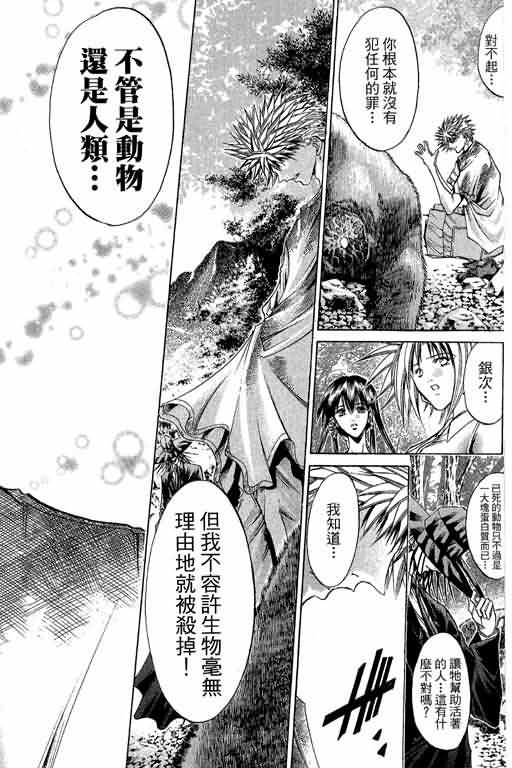 對不起…
你根本就沒有
犯任何的罪…
銀次…
已死的動物只不過是
一大塊蛋白質而已…
讓牠幫助活著
的人…這有什
麼不對嗎？
我知道…
但我不容許生物毫無
理由地就被殺掉！
不管是動物
還是人類…